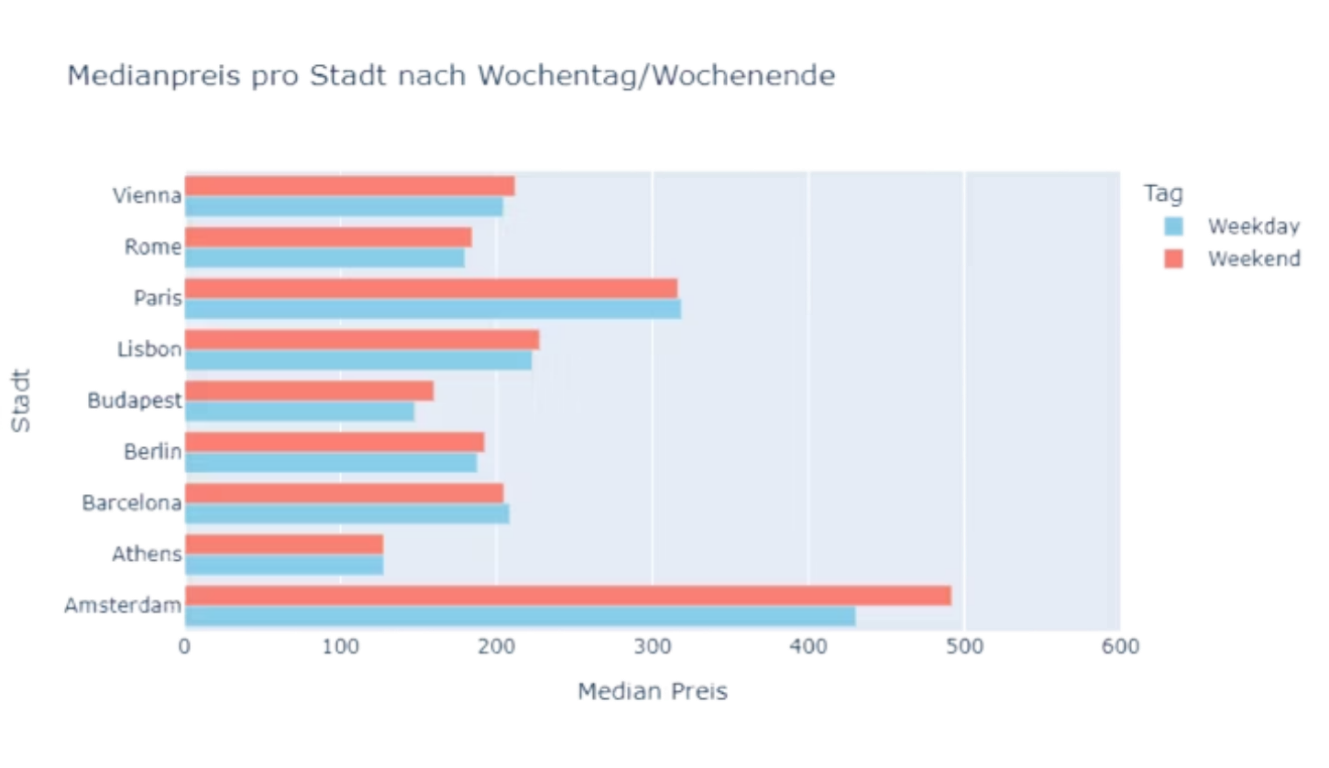 Medianpreis pro Stadt nach Wochentag/Wochenende
Tag
Weekday
Weekend
Stadt
Vienna
Rome
Paris
Lisbon
Budapest
Berlin
Barcelona
Athens
Amsterdam
0 100 200 300 400 500 600
Median Preis